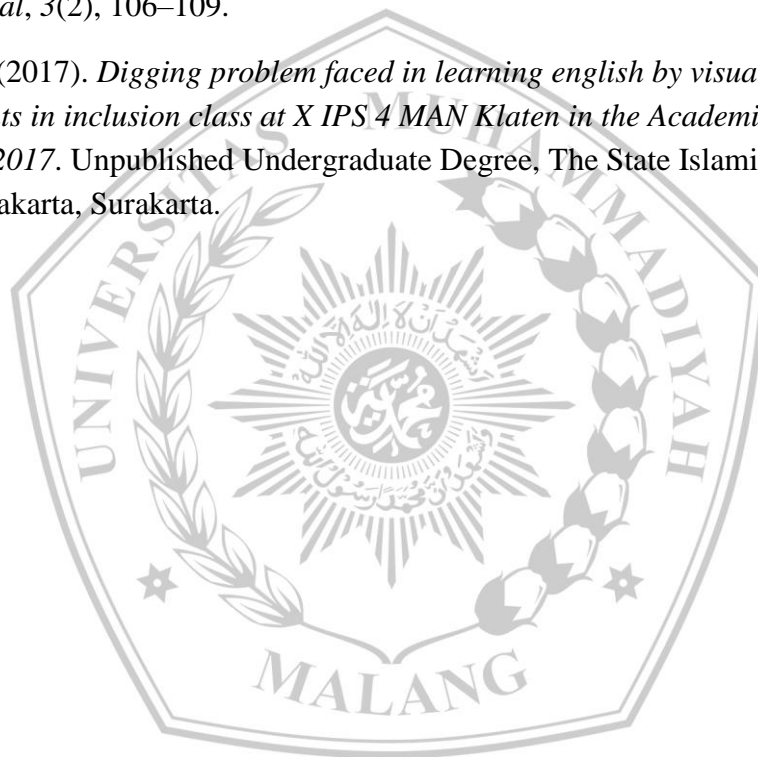 al, 3(2), 106–109.
(2017). Digging problem faced in learning english by visua
ts in inclusion class at X IPS 4 MAN Klaten in the Academi
2017. Unpublished Undergraduate Degree, The State Islami
akarta, Surakarta.
UNIVERSITAS MUHAMMADIYAH
MALANG